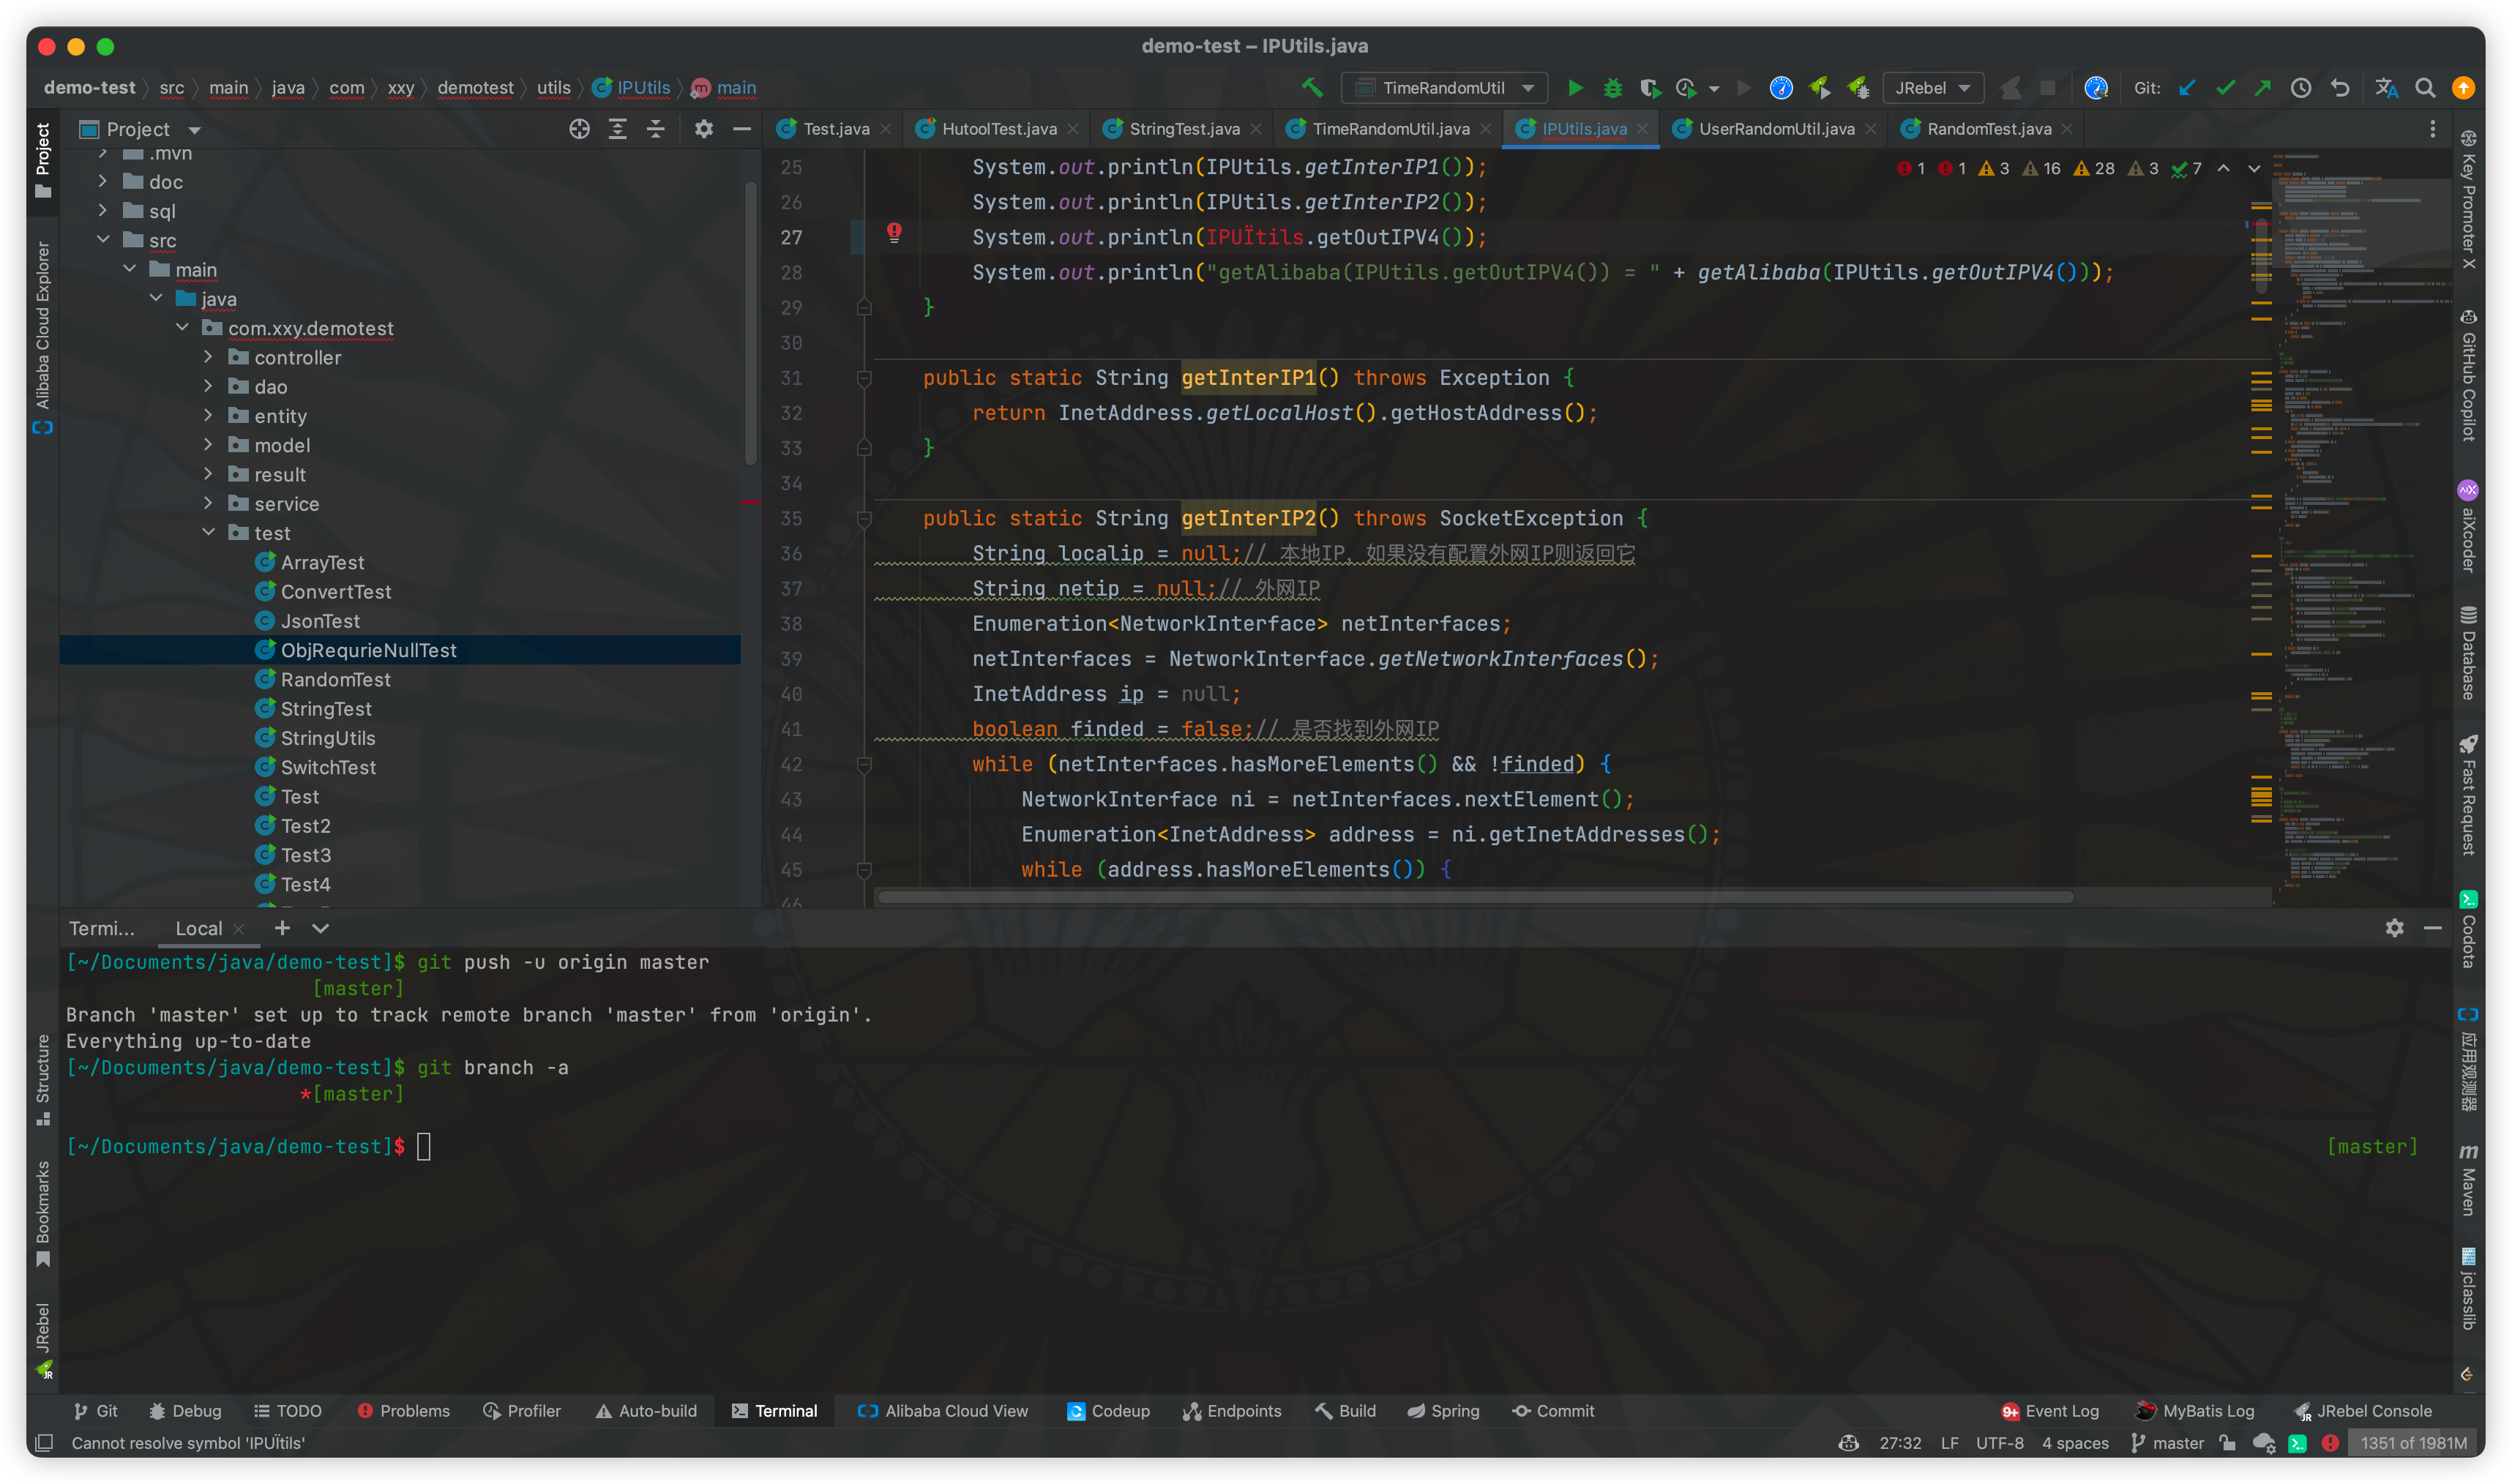 demo-test – IPUtils.java
demo-test src main java com xxy demotest utils IPUtils main
TimeRandomUtil
JRebel
Git:
Project
Test.java
HutoolTest.java
StringTest.java
TimeRandomUtil.java
IPUtils.java
UserRandomUtil.java
RandomTest.java
1 1 3 16 28 3 7
.mvn
doc
sql
src
main
java
com.xxy.demotest
controller
dao
entity
model
result
service
test
ArrayTest
ConvertTest
JsonTest
ObjRequrieNullTest
RandomTest
StringTest
StringUtils
SwitchTest
Test
Test2
Test3
Test4
25 System.out.println(IPUtils.getInterIP1());
26 System.out.println(IPUtils.getInterIP2());
27 System.out.println(IPUÏtils.getOutIPV4());
28 System.out.println("getAlibaba(IPUtils.getOutIPV4()) = " + getAlibaba(IPUtils.getOutIPV4()));
29 }
30
31 public static String getInterIP1() throws Exception {
32 return InetAddress.getLocalHost().getHostAddress();
33 }
34
35 public static String getInterIP2() throws SocketException {
36 String localip = null;// 本地IP，如果没有配置外网IP则返回它
37 String netip = null;// 外网IP
38 Enumeration<NetworkInterface> netInterfaces;
39 netInterfaces = NetworkInterface.getNetworkInterfaces();
40 InetAddress ip = null;
41 boolean finded = false;// 是否找到外网IP
42 while (netInterfaces.hasMoreElements() && !finded) {
43 NetworkInterface ni = netInterfaces.nextElement();
44 Enumeration<InetAddress> address = ni.getInetAddresses();
45 while (address.hasMoreElements()) {
46
Project
Alibaba Cloud Explorer
Structure
Bookmarks
JRebel
Key Promoter X
GitHub Copilot
aiXcoder
Database
Fast Request
Codota
应用观测器
Maven
jclasslib
Termi... Local
[~/Documents/java/demo-test]$ git push -u origin master
[master]
Branch 'master' set up to track remote branch 'master' from 'origin'.
Everything up-to-date
[~/Documents/java/demo-test]$ git branch -a
*[master]
[~/Documents/java/demo-test]$ [master]
Git Debug TODO Problems Profiler Auto-build Terminal Alibaba Cloud View Codeup Endpoints Build Spring Commit 9+ Event Log MyBatis Log JRebel Console
Cannot resolve symbol 'IPUÏtils' 27:32 LF UTF-8 4 spaces master 1351 of 1981M